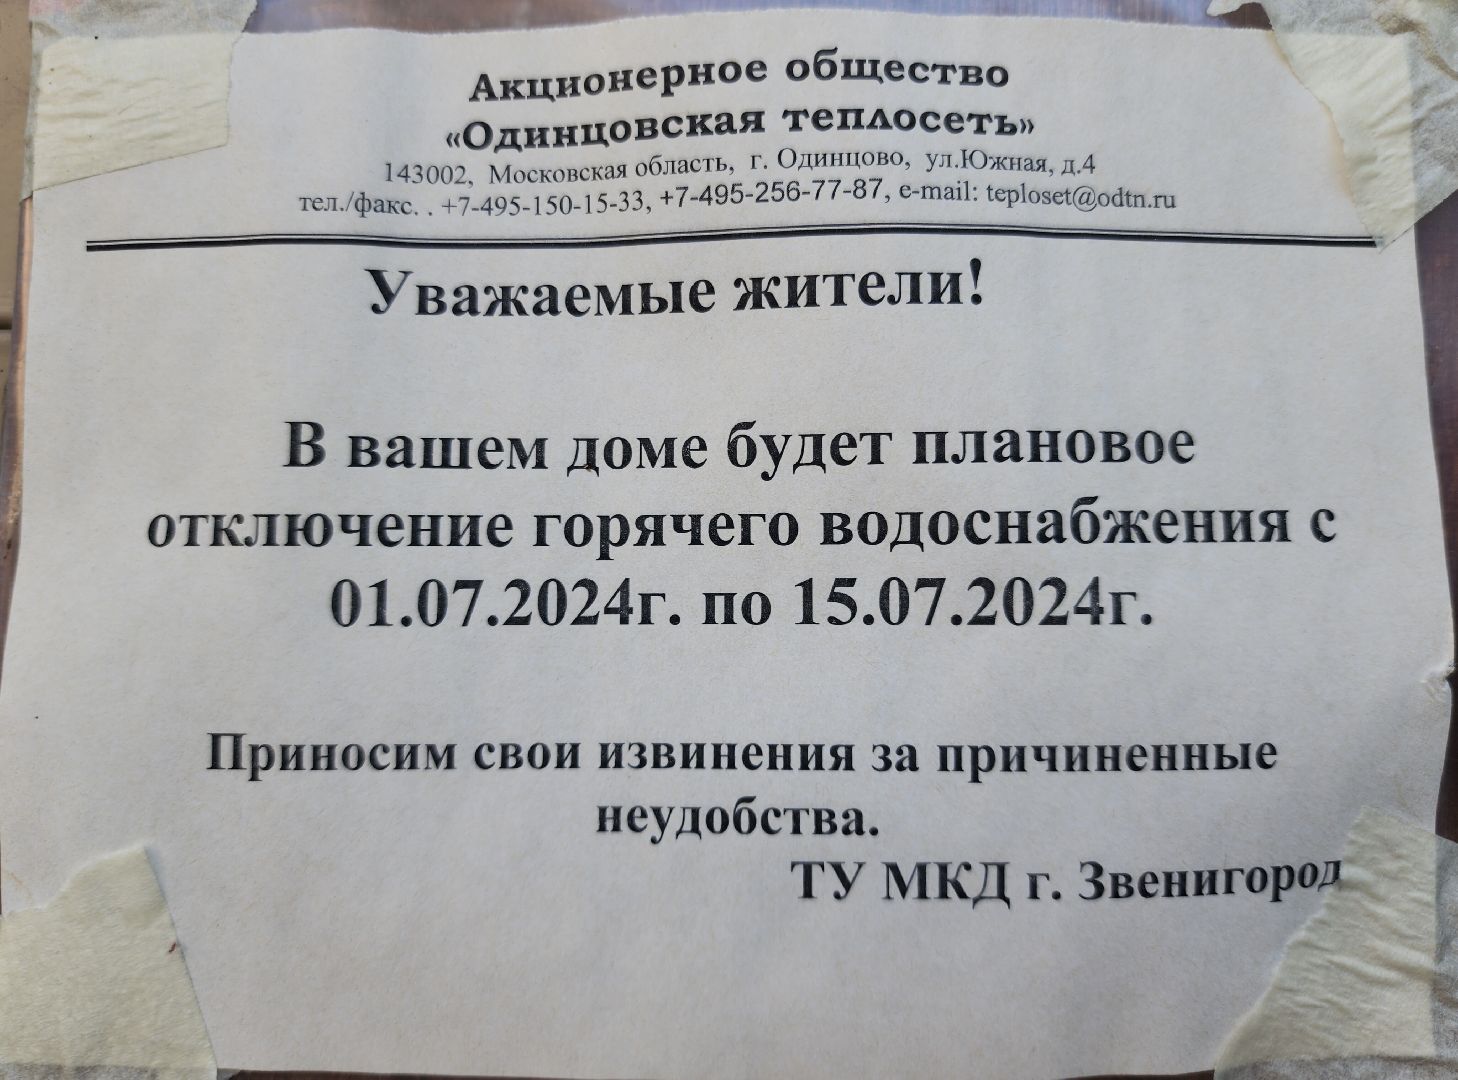 Акционерное общество
«Одинцовская теплосеть»
143002, Московская область, г. Одинцово, ул.Южная, д.4
тел./факс. . +7-495-150-15-33, +7-495-256-77-87, e-mail: teploset@odtn.ru
Уважаемые жители!
В вашем доме будет плановое
отключение горячего водоснабжения с
01.07.2024г. по 15.07.2024г.
Приносим свои извинения за причиненные
неудобства.
ТУ МКД г. Звенигород